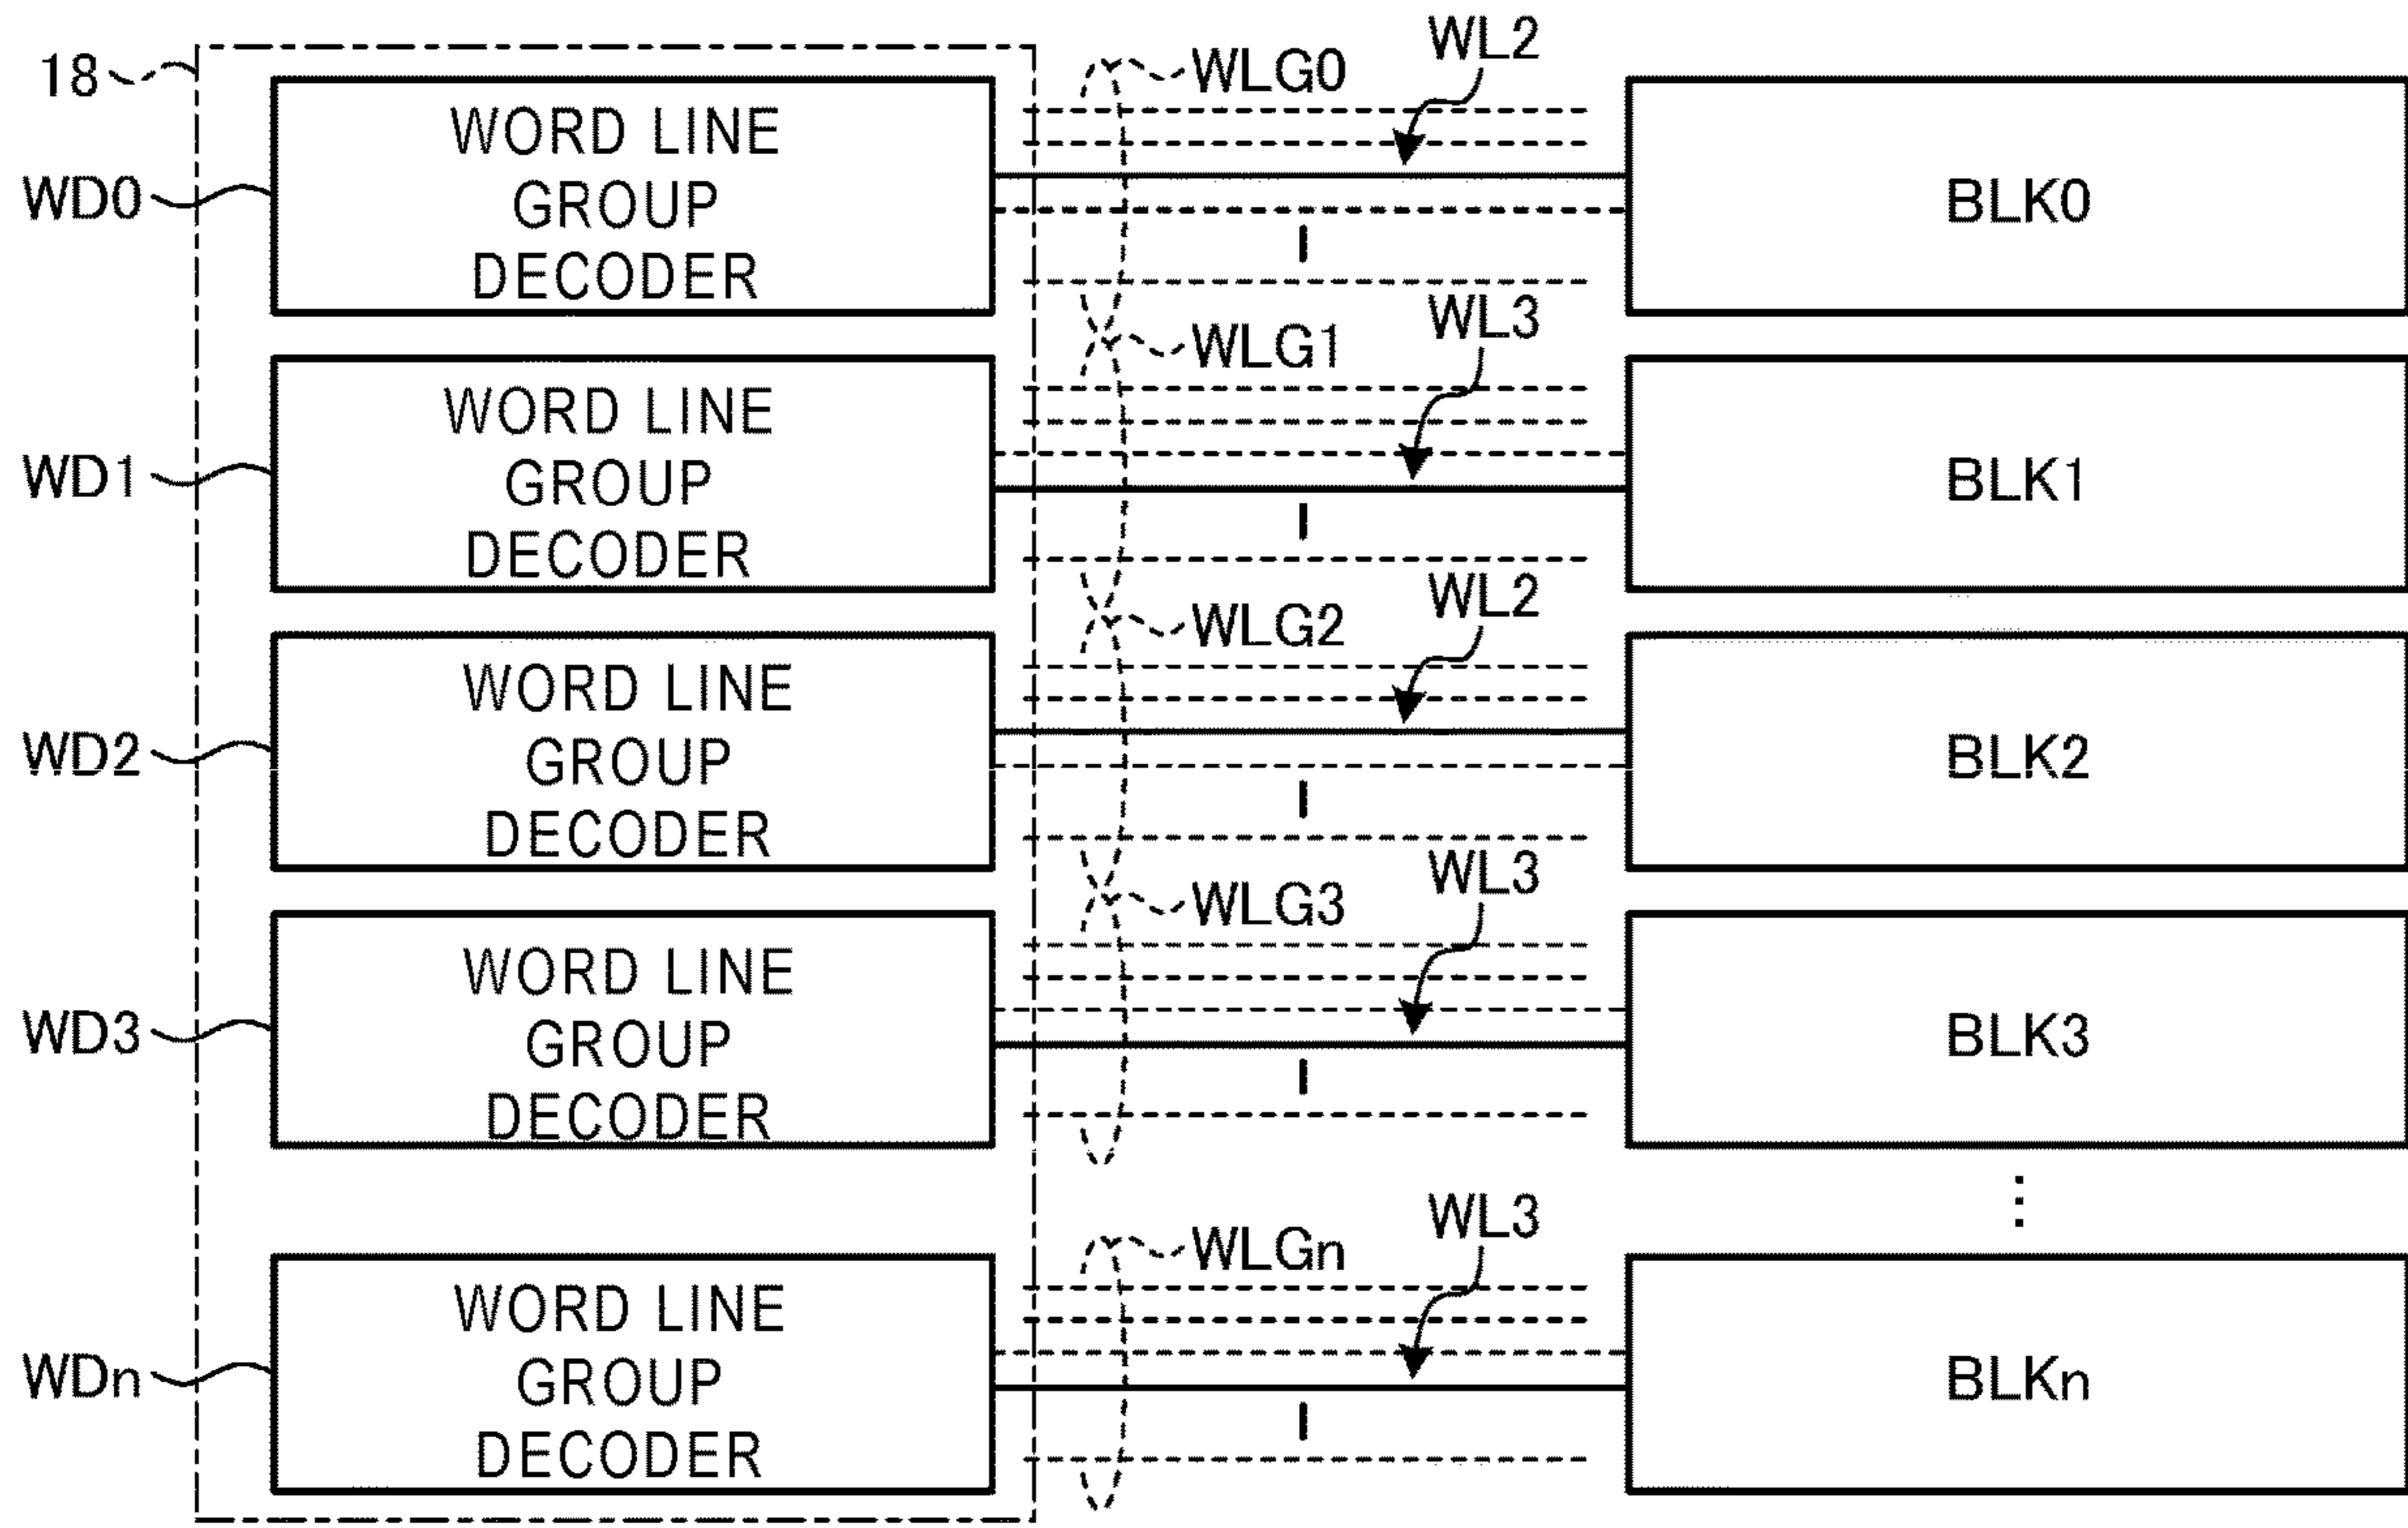 18
WLG0
WL2
WORD LINE
GROUP
DECODER
WD0
BLK0
WLG1
WL3
WORD LINE
GROUP
DECODER
WD1
BLK1
WLG2
WL2
WORD LINE
GROUP
DECODER
WD2
BLK2
WLG3
WL3
WORD LINE
GROUP
DECODER
WD3
BLK3
WLGn
WL3
WORD LINE
GROUP
DECODER
WDn
BLKn